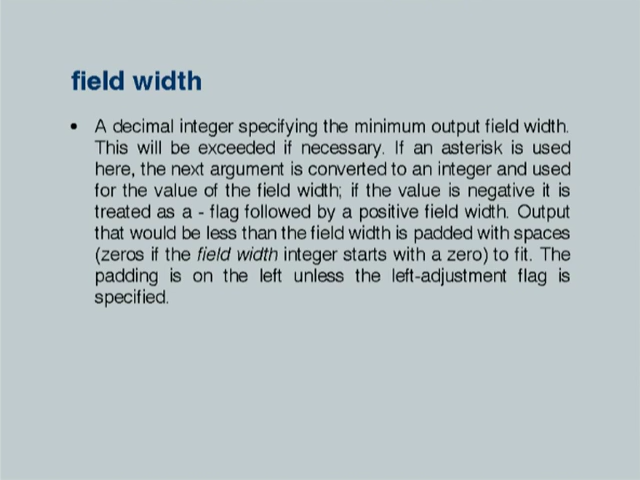 field width
• A decimal integer specifying the minimum output field width.
This will be exceeded if necessary. If an asterisk is used
here, the next argument is converted to an integer and used
for the value of the field width; if the value is negative it is
treated as a - flag followed by a positive field width. Output
that would be less than the field width is padded with spaces
(zeros if the field width integer starts with a zero) to fit. The
padding is on the left unless the left-adjustment flag is
specified.